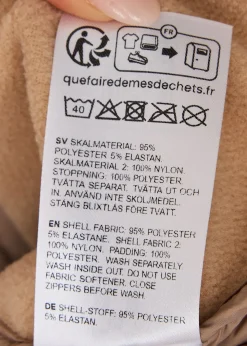 FR
quefairedemesdechets.fr
40
SV SKALMATERIAL: 95%
POLYESTER 5% ELASTAN.
SKALMATERIAL 2: 100% NYLON.
STOPPNING: 100% POLYESTER.
TVÄTTA SEPARAT. TVÄTTA UT OCH
IN. ANVÄND INTE SKÖLJMEDEL.
STÄNG BLIXTLÅS FÖRE TVÄTT.
EN SHELL FABRIC: 95% POLYESTER
5% ELASTANE. SHELL FABRIC 2:
100% NYLON. PADDING: 100%
POLYESTER. WASH SEPARATELY.
WASH INSIDE OUT. DO NOT USE
FABRIC SOFTENER. CLOSE
ZIPPERS BEFORE WASH.
DE SHELL-STOFF: 95% POLYESTER
5% ELASTAN.